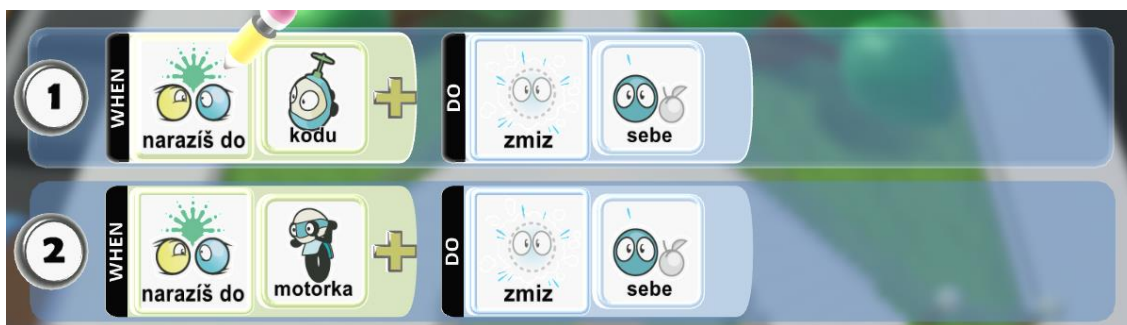 1 WHEN narazíš do kodu DO zmiz sebe
2 WHEN narazíš do motorka DO zmiz sebe